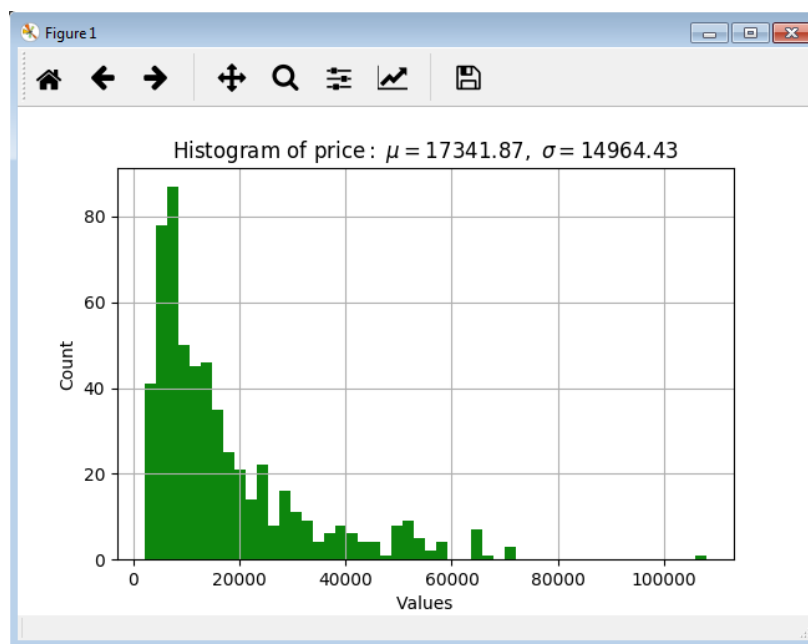 Figure 1
Histogram of price : μ = 17341.87, σ = 14964.43
80
60
40
20
0
Count
0 20000 40000 60000 80000 100000
Values